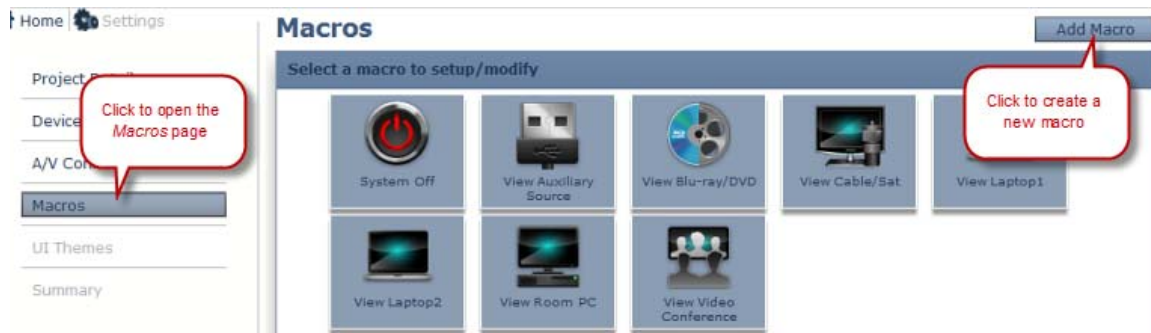 Home Settings
Macros
Add Macro
Project
Select a macro to setup/modify
Click to open the
Macros page
Click to create a
new macro
Device
A/V Con
Macros
UI Themes
Summary
System Off
View Auxiliary
Source
View Blu-ray/DVD
View Cable/Sat
View Laptop1
View Laptop2
View Room PC
View Video
Conference